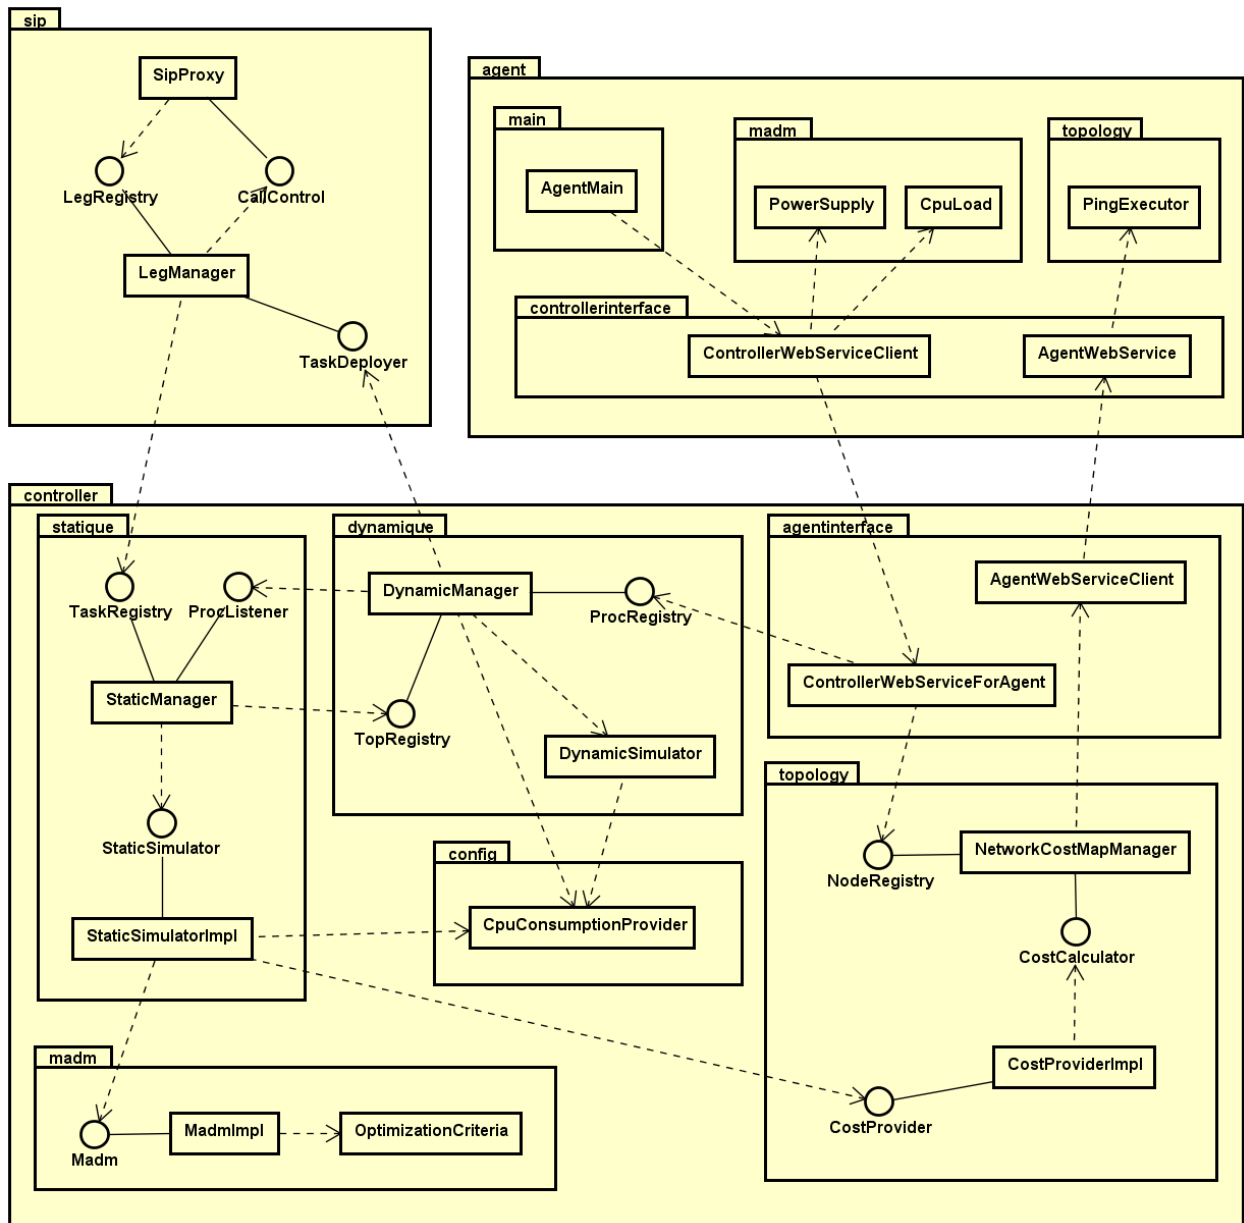 sip
SipProxy
LegRegistry
CallControl
LegManager
TaskDeployer
agent
main
AgentMain
madm
PowerSupply
CpuLoad
topology
PingExecutor
controllerinterface
ControllerWebServiceClient
AgentWebService
controller
statique
TaskRegistry
ProcListener
StaticManager
StaticSimulator
StaticSimulatorImpl
dynamique
DynamicManager
ProcRegistry
TopRegistry
DynamicSimulator
agentinterface
AgentWebServiceClient
ControllerWebServiceForAgent
config
CpuConsumptionProvider
topology
NetworkCostMapManager
NodeRegistry
CostCalculator
CostProviderImpl
CostProvider
madm
Madm
MadmImpl
OptimizationCriteria